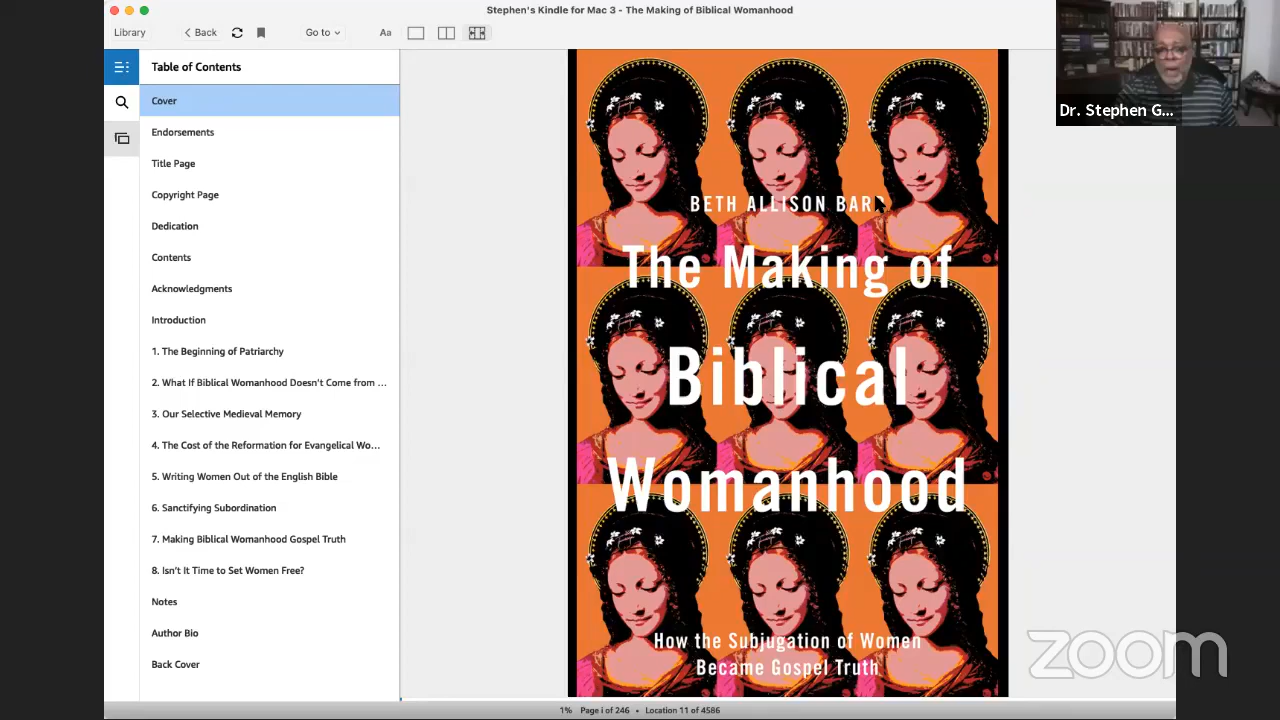 Stephen's Kindle for Mac 3 - The Making of Biblical Womanhood
Library
Back
Go to
Aa
Table of Contents
Cover
Endorsements
Title Page
Copyright Page
Dedication
Contents
Acknowledgments
Introduction
1. The Beginning of Patriarchy
2. What If Biblical Womanhood Doesn't Come from ...
3. Our Selective Medieval Memory
4. The Cost of the Reformation for Evangelical Wo...
5. Writing Women Out of the English Bible
6. Sanctifying Subordination
7. Making Biblical Womanhood Gospel Truth
8. Isn't It Time to Set Women Free?
Notes
Author Bio
Back Cover
BETH ALLISON BARR
The Making of
Biblical
Womanhood
How the Subjugation of Women
Became Gospel Truth
1% Page i of 246 • Location 11 of 4586
Dr. Stephen G...
zoom